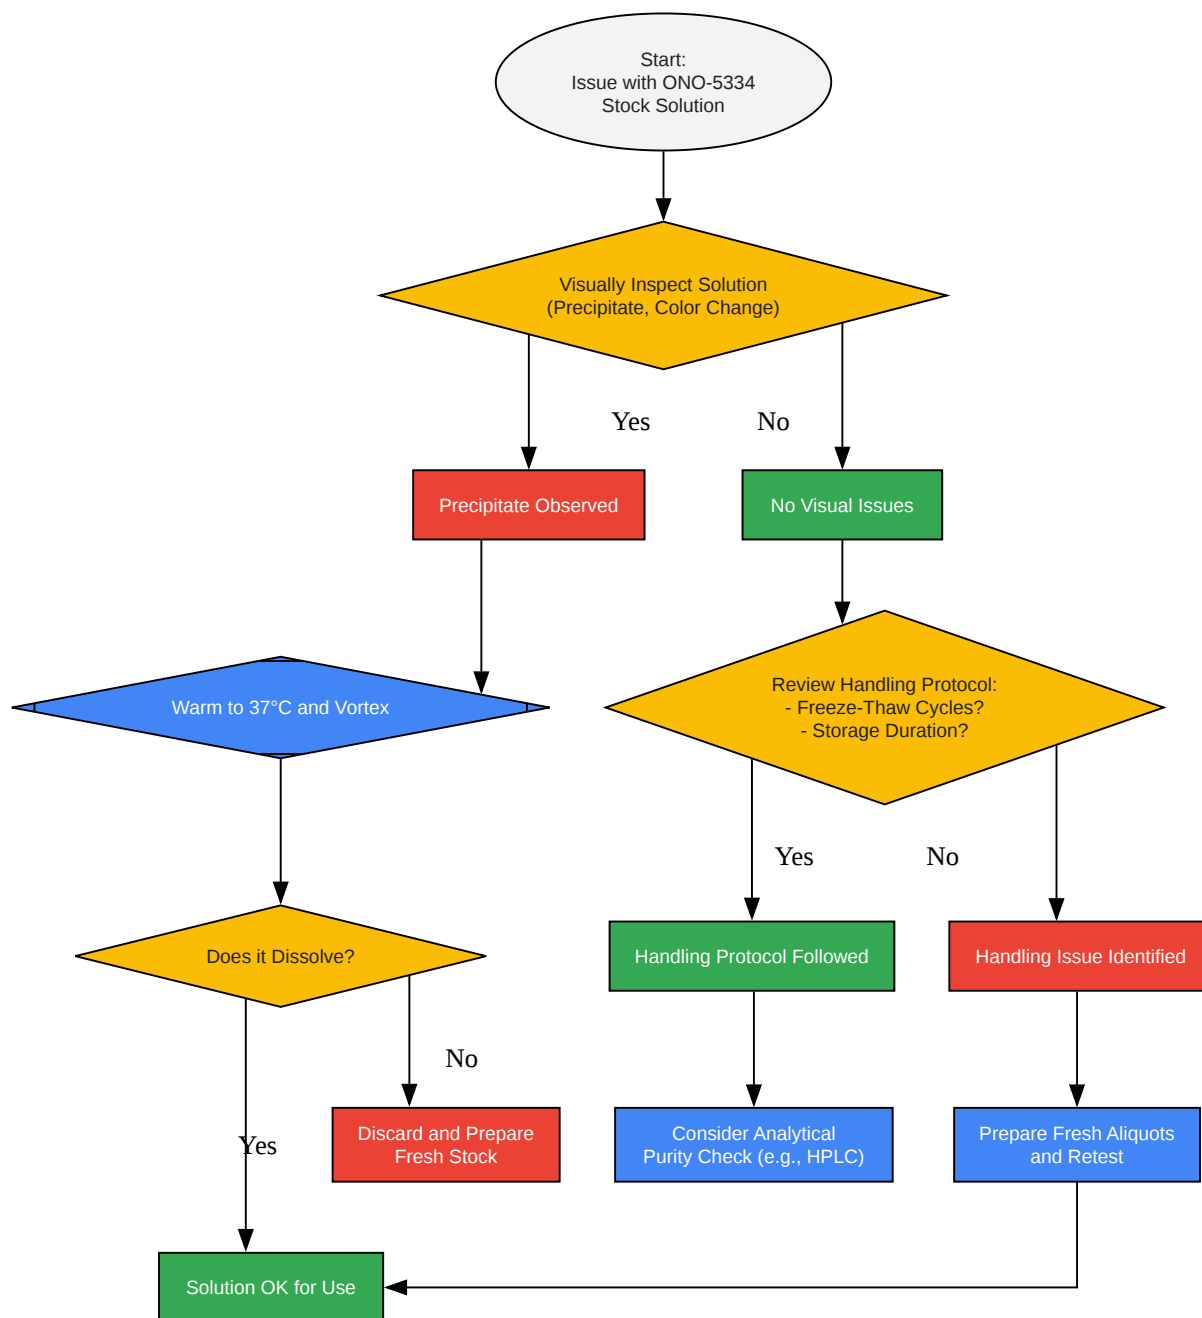 Start:
Issue with ONO-5334
Stock Solution
Visually Inspect Solution
(Precipitate, Color Change)
Yes
No
Precipitate Observed
No Visual Issues
Warm to 37°C and Vortex
Review Handling Protocol:
- Freeze-Thaw Cycles?
- Storage Duration?
Yes
No
Does it Dissolve?
Handling Protocol Followed
Handling Issue Identified
No
Yes
Discard and Prepare
Fresh Stock
Consider Analytical
Purity Check (e.g., HPLC)
Prepare Fresh Aliquots
and Retest
Solution OK for Use